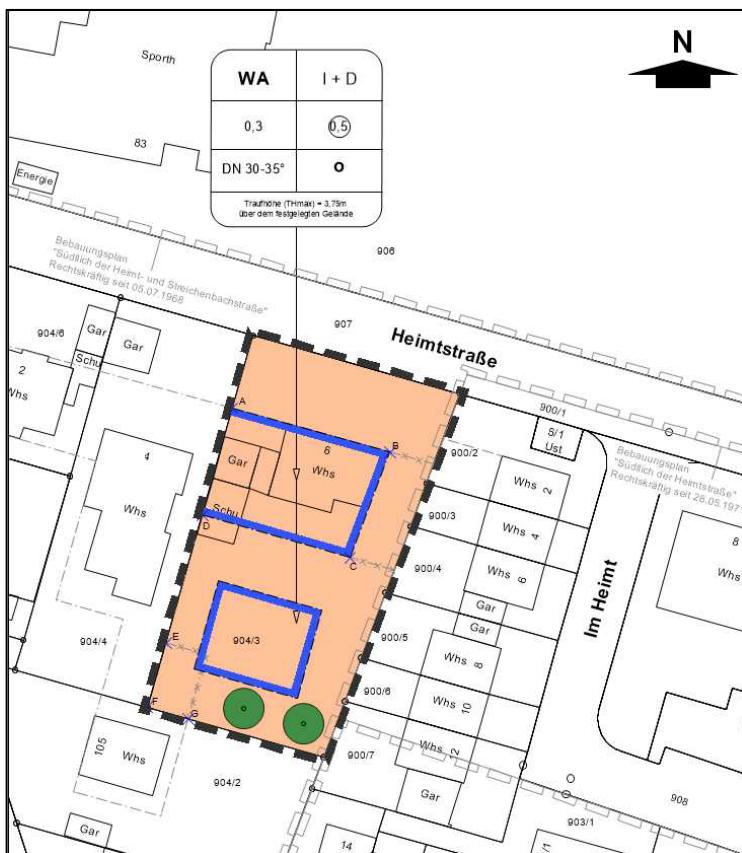 N
Sporth
WA
I + D
0,3
0,5
DN 30-35°
o
Traufhöhe (THmax) = 3,75m
über dem festgelegten Gelände
83
Energie
906
Bebauungsplan
"Südlich der Heimt- und Streichenbachstraße"
Rechtskräftig seit 05.07.1968
907
Heimtstraße
904/6
Gar
Gar
Schu
2
Whs
900/1
S/1
Ust
Bebauungsplan
"Südlich der Heimtstraße"
A
B
6
Whs
Gar
Schu
D
C
4
Whs
900/2
Whs 2
900/3
Whs 4
900/4
Whs 6
Gar
Gar
8
Whs
Im Heimt
904/4
E
904/3
900/5
Whs 8
900/6
Whs 10
F
G
105
Whs
900/7
Whs 12
Gar
904/2
908
903/1
Gar
14